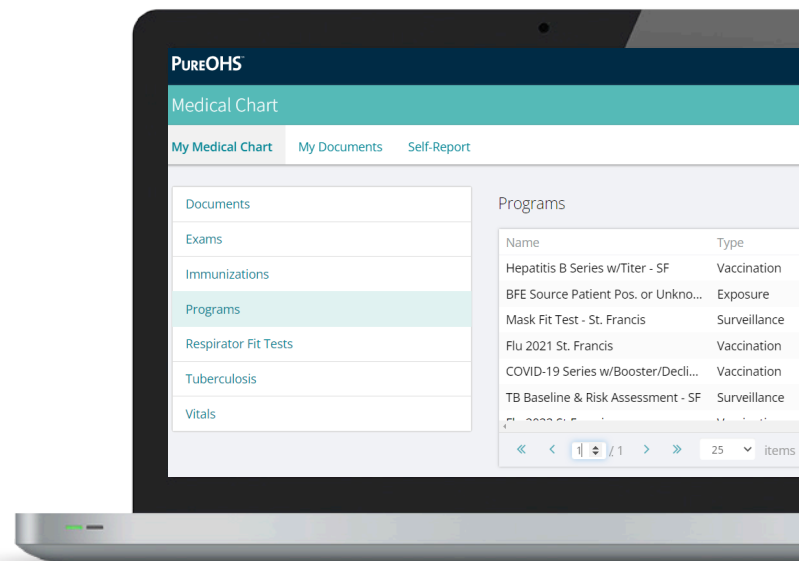 PUREOHS
Medical Chart
My Medical Chart My Documents Self-Report
Documents
Exams
Immunizations
Programs
Respirator Fit Tests
Tuberculosis
Vitals
Programs
Name Type
Hepatitis B Series w/Titer - SF Vaccination
BFE Source Patient Pos. or Unkno... Exposure
Mask Fit Test - St. Francis Surveillance
Flu 2021 St. Francis Vaccination
COVID-19 Series w/Booster/Decli... Vaccination
TB Baseline & Risk Assessment - SF Surveillance
1 / 1 25 items